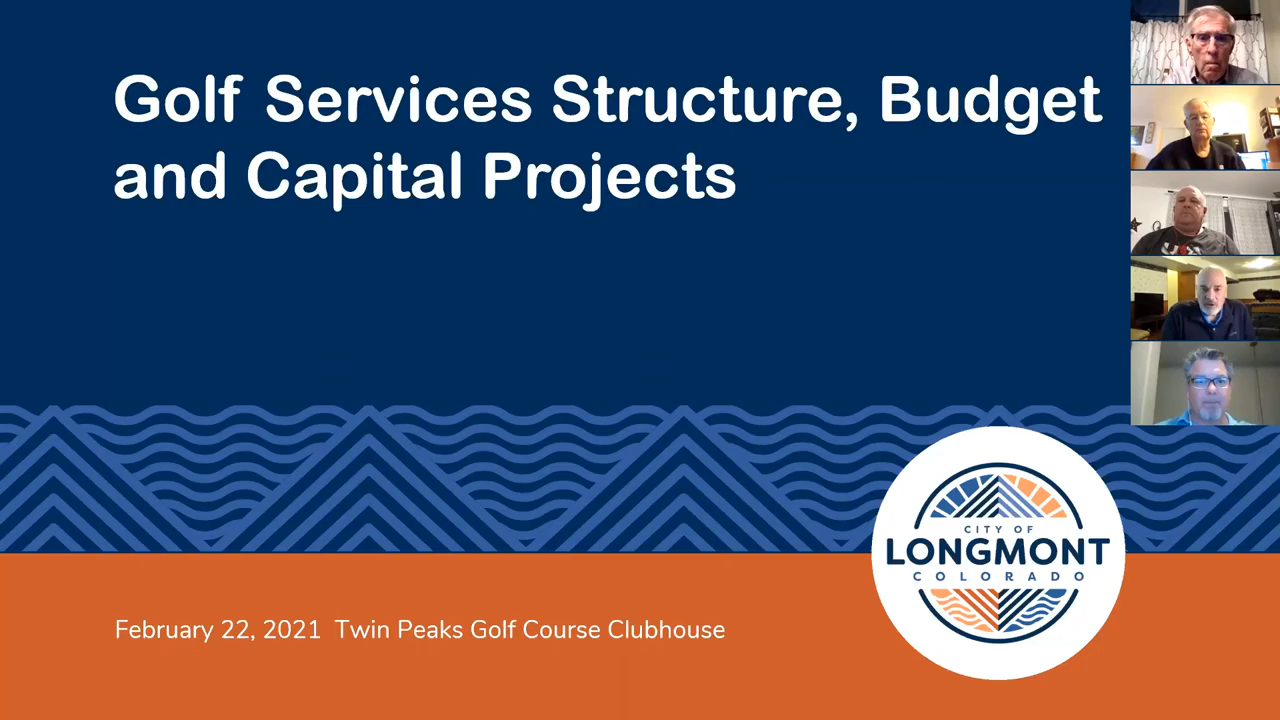 Golf Services Structure, Budget
and Capital Projects
CITY OF
LONGMONT
COLORADO
February 22, 2021 Twin Peaks Golf Course Clubhouse